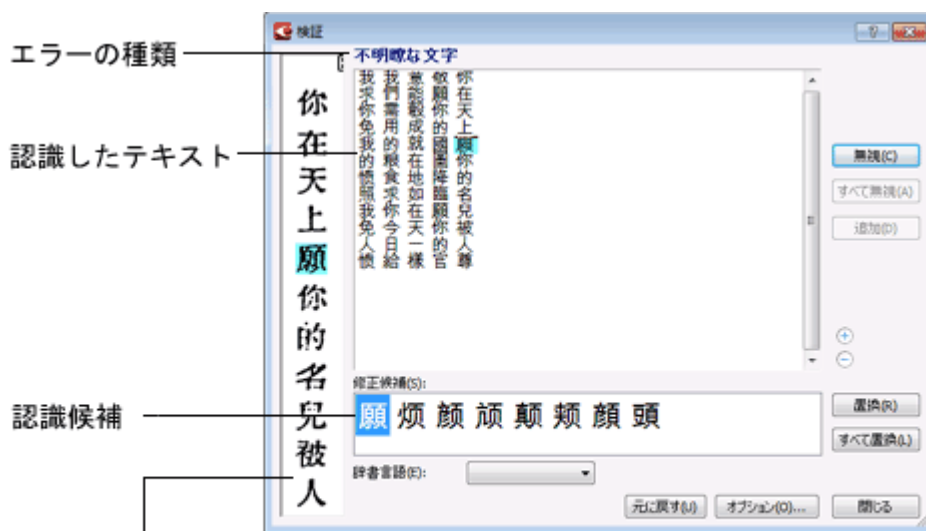 検証
エラーの種類
不明瞭な文字
你在天上願你的名兒被人
你在天上願你的名兒被人尊
敬願你的國降臨願你的官
意能彀成就在地如在天一樣
我們需用的粮食求你今日給
我求你免我的愤照我免人愤
認識したテキスト
無視(C)
すべて無視(A)
追加(D)
修正候補(S):
認識候補
願 烦 颜 颃 颠 颊 顔 頭
置換(R)
すべて置換(L)
辞書言語(E):
元に戻す(U) オプション(O)... 閉じる